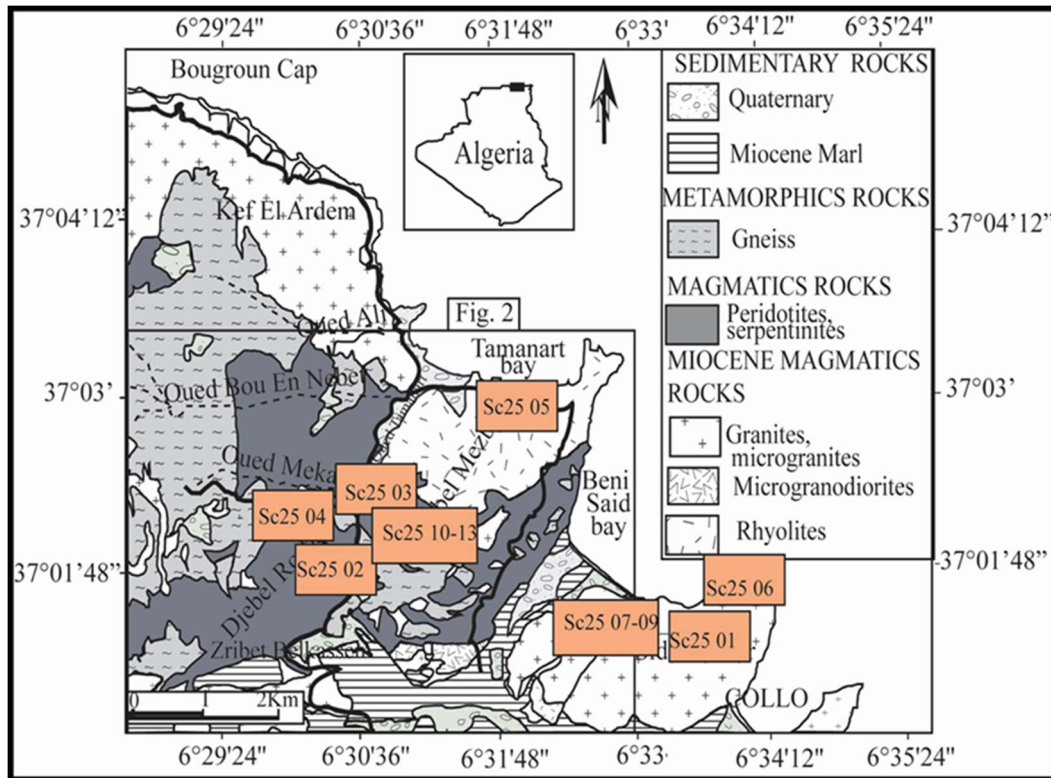 6°29'24" 6°30'36" 6°31'48" 6°33' 6°34'12" 6°35'24"
Bougroun Cap
Algeria
SEDIMENTARY ROCKS
Quaternary
Miocene Marl
METAMORPHICS ROCKS
Gneiss
MAGMATICS ROCKS
Peridotites,
serpentinites
MIOCENE MAGMATICS
ROCKS
Granites,
microgranites
Microgranodiorites
Rhyolites
37°04'12" 37°04'12"
Kef El Ardem
Oued Ali
Fig. 2
Tamanart
bay
37°03' 37°03'
Oued Bou En Neber
Sc25 05
Oued Meka
Sc25 03
Beni
Said
bay
Sc25 04
Sc25 10-13
37°01'48" 37°01'48"
Sc25 02
Sc25 06
Djebel
Sc25 07-09
Sc25 01
Zribet
COLLO
0 1 2Km
6°29'24" 6°30'36" 6°31'48" 6°33' 6°34'12" 6°35'24"